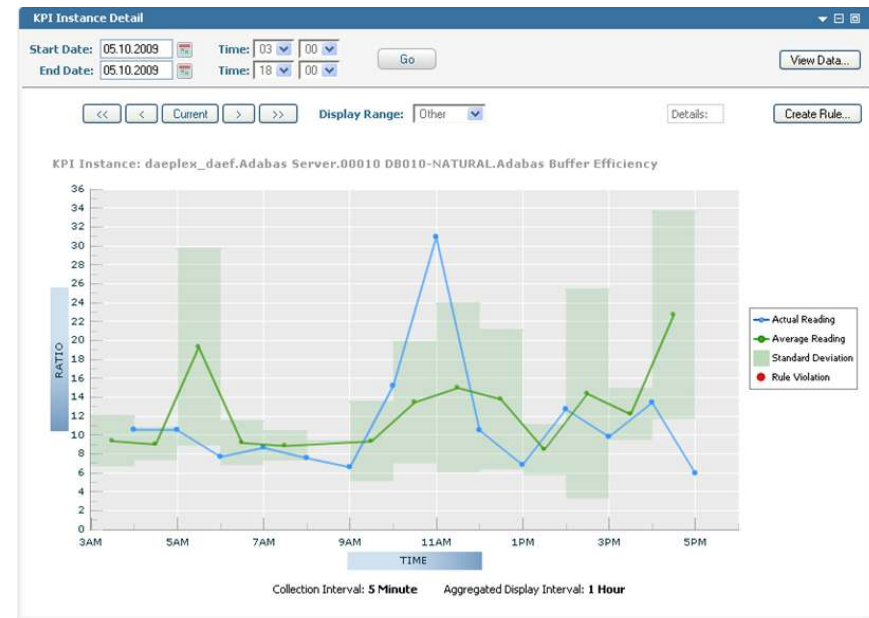 KPI Instance Detail
Start Date: 05.10.2009 Time: 03 00
End Date: 05.10.2009 Time: 18 00
Go
View Data...
<< < Current > >> Display Range: Other Details: Create Rule...
KPI Instance: daeplex_daef.Adabas Server.00010 DB010-NATURAL.Adabas Buffer Efficiency
36
34
32
30
28
26
24
22
20
18
16
14
12
10
8
6
4
2
0
RATIO
3AM 5AM 7AM 9AM 11AM 1PM 3PM 5PM
TIME
Actual Reading
Average Reading
Standard Deviation
Rule Violation
Collection Interval: 5 Minute Aggregated Display Interval: 1 Hour